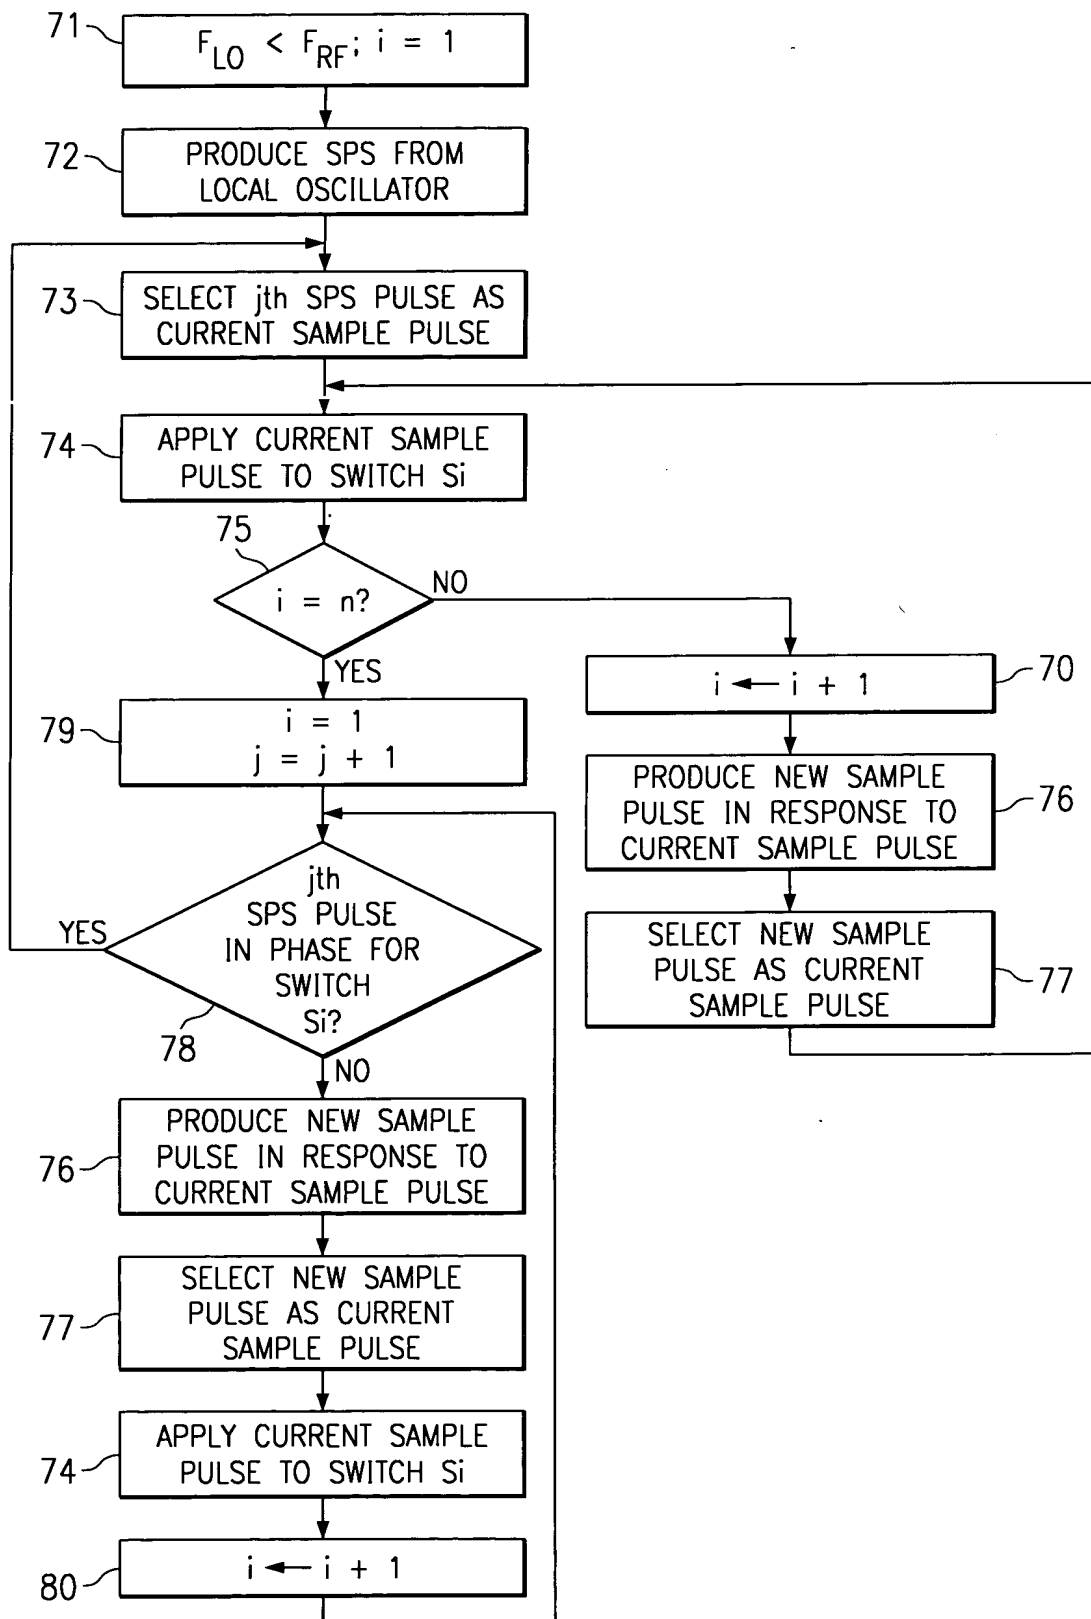 71
F_LO < F_RF; i = 1
72
PRODUCE SPS FROM
LOCAL OSCILLATOR
73
SELECT jth SPS PULSE AS
CURRENT SAMPLE PULSE
74
APPLY CURRENT SAMPLE
PULSE TO SWITCH Si
75
i = n?
NO
YES
70
i ← i + 1
79
i = 1
j = j + 1
76
PRODUCE NEW SAMPLE
PULSE IN RESPONSE TO
CURRENT SAMPLE PULSE
77
SELECT NEW SAMPLE
PULSE AS CURRENT
SAMPLE PULSE
78
jth
SPS PULSE
IN PHASE FOR
SWITCH
Si?
YES
NO
76
PRODUCE NEW SAMPLE
PULSE IN RESPONSE TO
CURRENT SAMPLE PULSE
77
SELECT NEW SAMPLE
PULSE AS CURRENT
SAMPLE PULSE
74
APPLY CURRENT SAMPLE
PULSE TO SWITCH Si
80
i ← i + 1